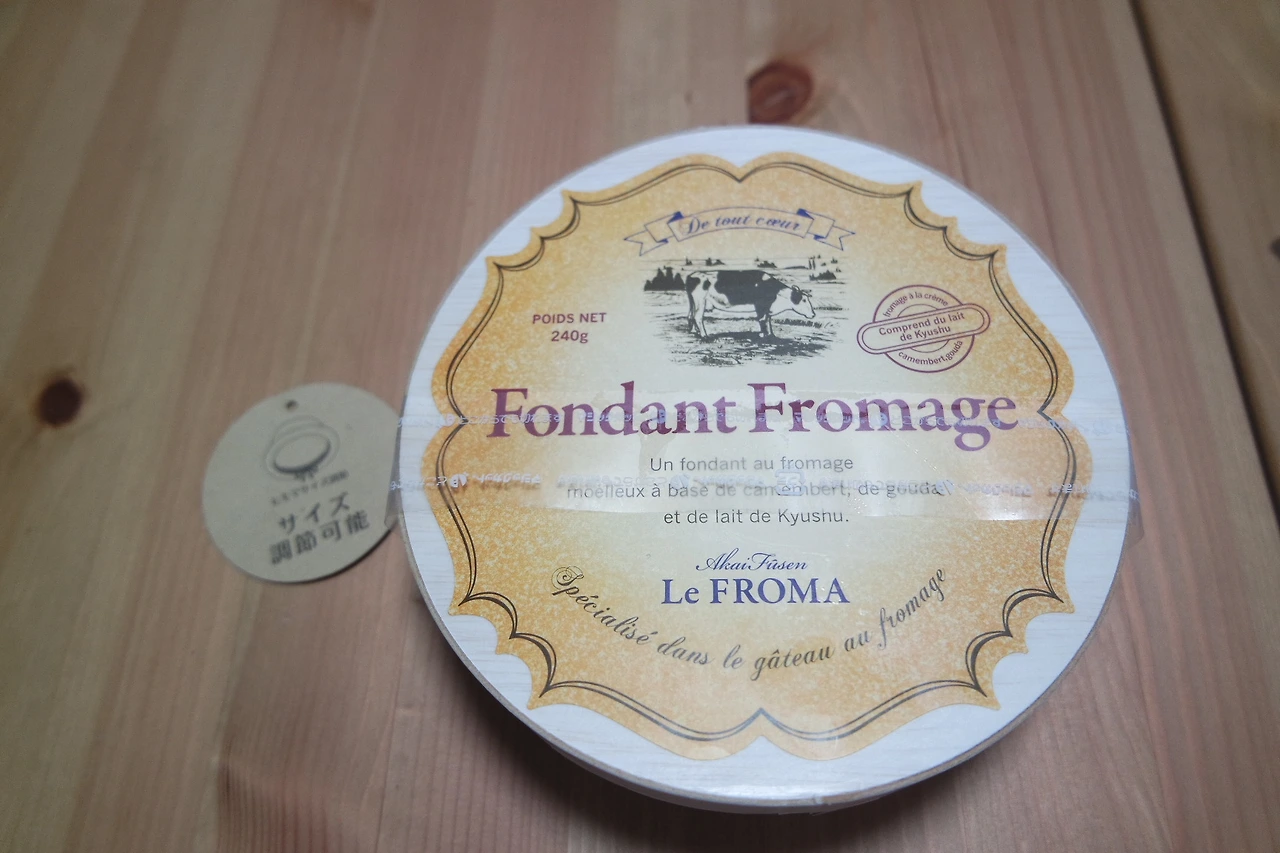 De tout cœur
POIDS NET
240g
fromage à la crème
Comprend du lait
de Kyushu
camembert,gouda
Fondant Fromage
Un fondant au fromage
moelleux à base de camembert, de gouda
et de lait de Kyushu.
AkaiFûsen
LE FROMA
Spécialisé dans le gâteau au fromage
サイズ
調節可能